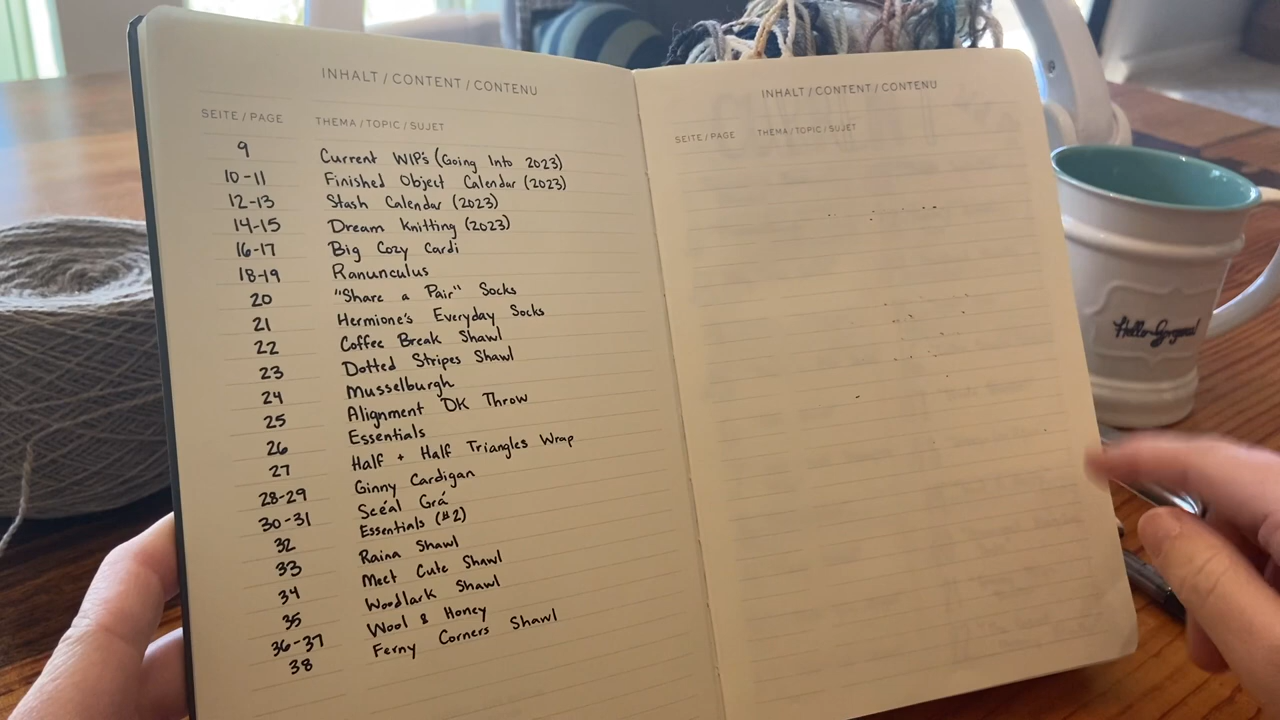 INHALT / CONTENT / CONTENU
SEITE / PAGE THEMA / TOPIC / SUJET
9 Current WIP's (Going Into 2023)
10-11 Finished Object Calendar (2023)
12-13 Stash Calendar (2023)
14-15 Dream Knitting (2023)
16-17 Big Cozy Cardi
18-19 Ranunculus
20 "Share a Pair" Socks
21 Hermione's Everyday Socks
22 Coffee Break Shawl
23 Dotted Stripes Shawl
24 Musselburgh
25 Alignment DK Throw
26 Essentials
27 Half + Half Triangles Wrap
28-29 Ginny Cardigan
30-31 Scéal Grá
32 Essentials (#2)
33 Raina Shawl
34 Meet Cute Shawl
35 Woodlark Shawl
36-37 Wool & Honey
38 Ferny Corners Shawl
INHALT / CONTENT / CONTENU
SEITE / PAGE THEMA / TOPIC / SUJET
Hello Gorgeous!